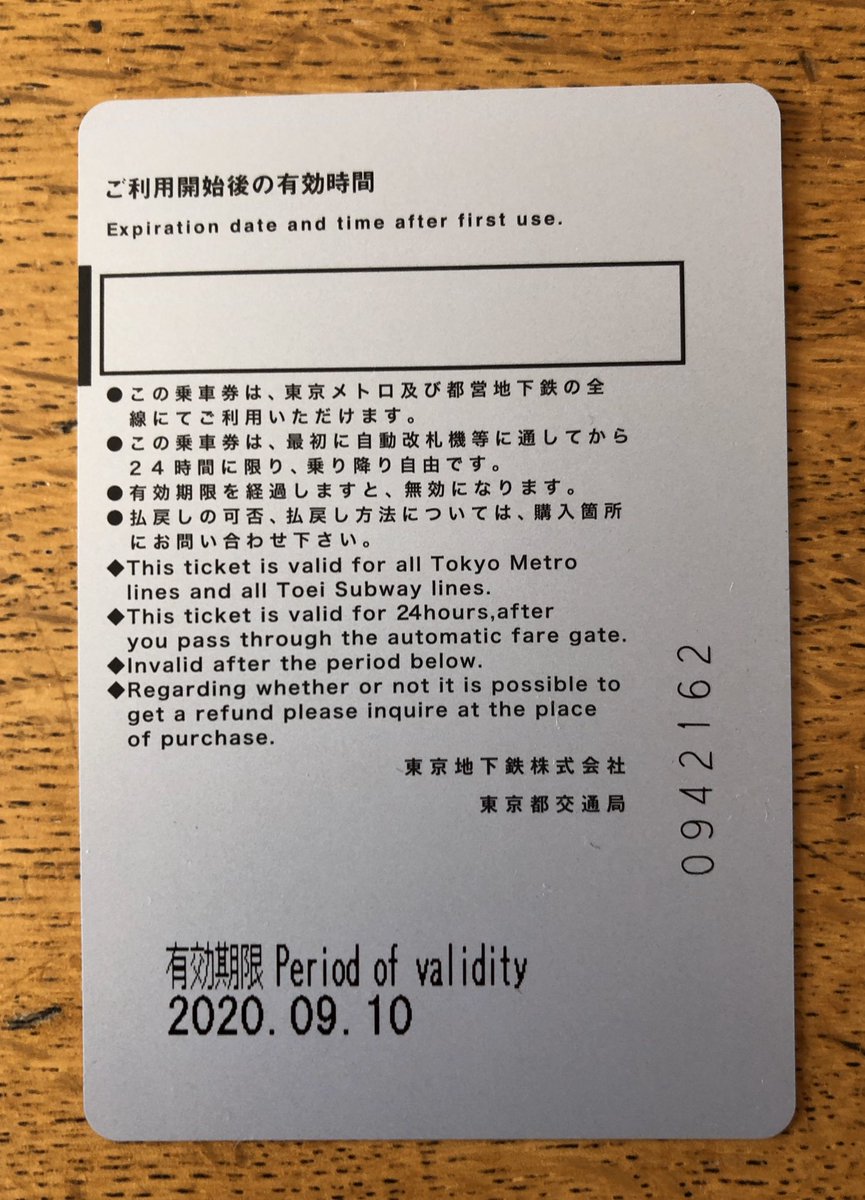 ご利用開始後の有効時間
Expiration date and time after first use.
●この乗車券は、東京メトロ及び都営地下鉄の全
線にてご利用いただけます。
●この乗車券は、最初に自動改札機等に通してから
２４時間に限り、乗り降り自由です。
●有効期限を経過しますと、無効になります。
●払戻しの可否、払戻し方法については、購入箇所
にお問い合わせ下さい。
◆This ticket is valid for all Tokyo Metro
lines and all Toei Subway lines.
◆This ticket is valid for 24hours,after
you pass through the automatic fare gate.
◆Invalid after the period below.
◆Regarding whether or not it is possible to
get a refund please inquire at the place
of purchase.
東京地下鉄株式会社
東京都交通局
0942162
有効期限 Period of validity
2020.09.10